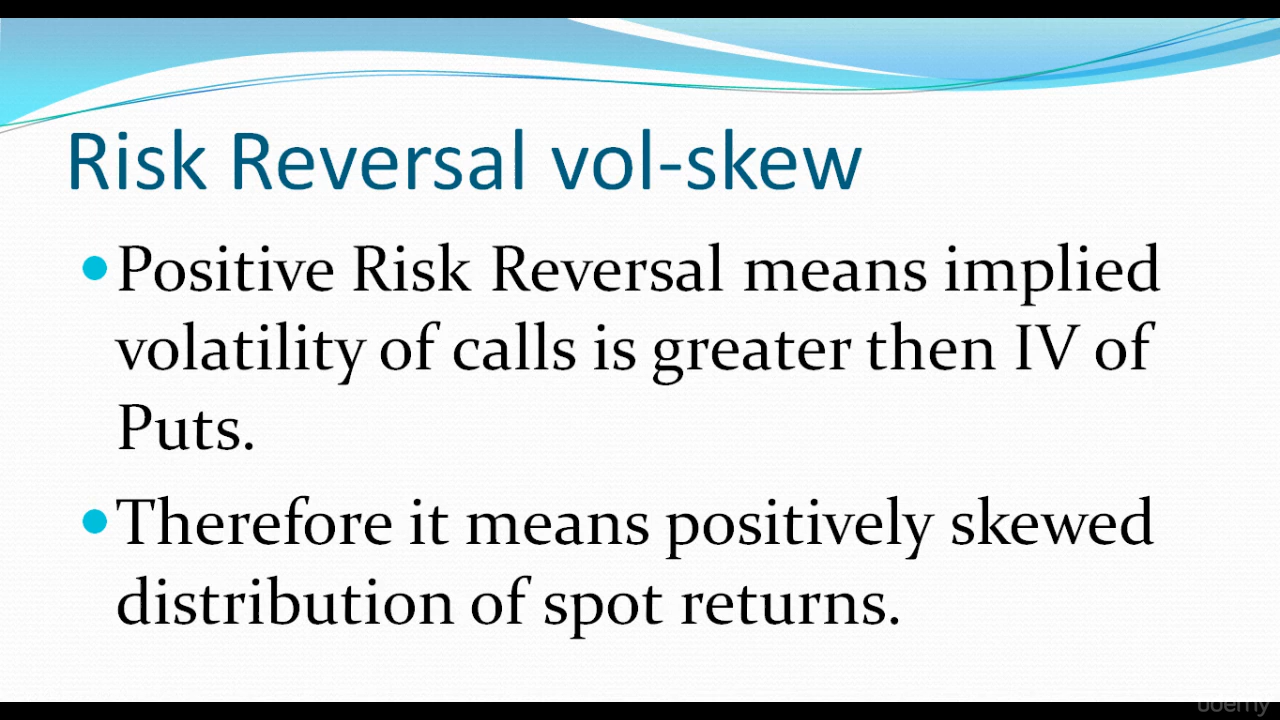 Risk Reversal vol-skew
Positive Risk Reversal means implied
volatility of calls is greater then IV of
Puts.
Therefore it means positively skewed
distribution of spot returns.
udemy